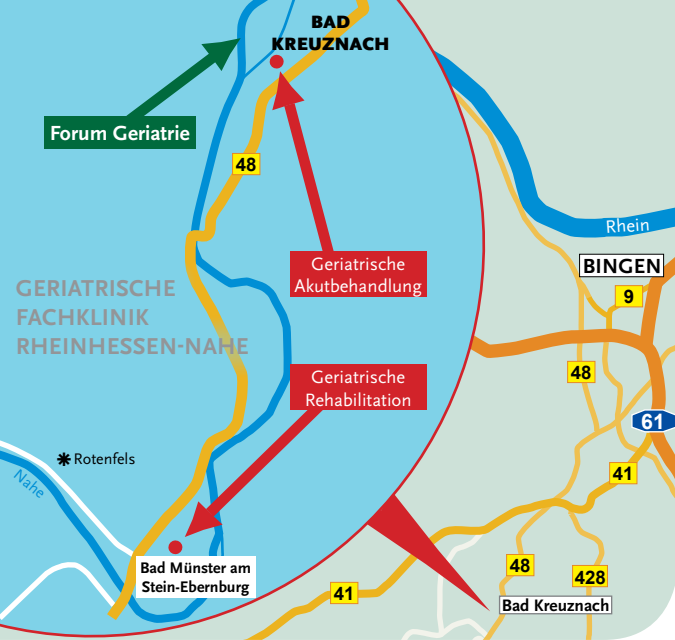 BAD
KREUZNACH
Forum Geriatrie
48
Rhein
BINGEN
9
Geriatrische
Akutbehandlung
GERIATRISCHE
FACHKLINIK
RHEINHESSEN-NAHE
48
Geriatrische
Rehabilitation
61
Rotenfels
41
Nahe
Bad Münster am
Stein-Ebernburg
48
428
41
Bad Kreuznach